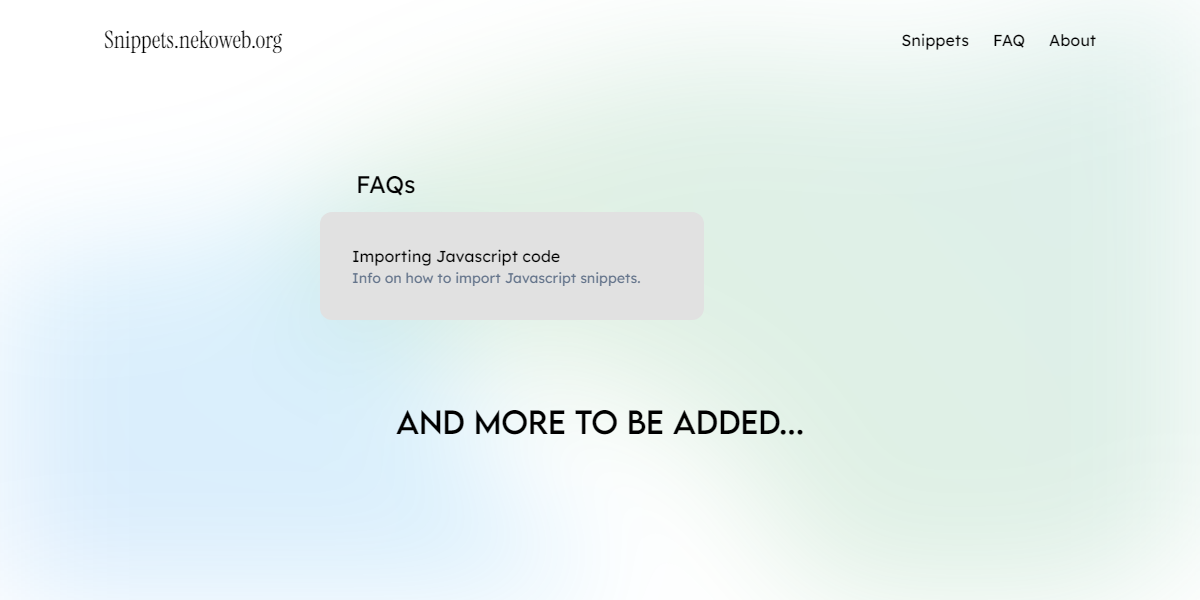 Snippets.nekoweb.org
Snippets FAQ About
FAQs
Importing Javascript code
Info on how to import Javascript snippets.
AND MORE TO BE ADDED...